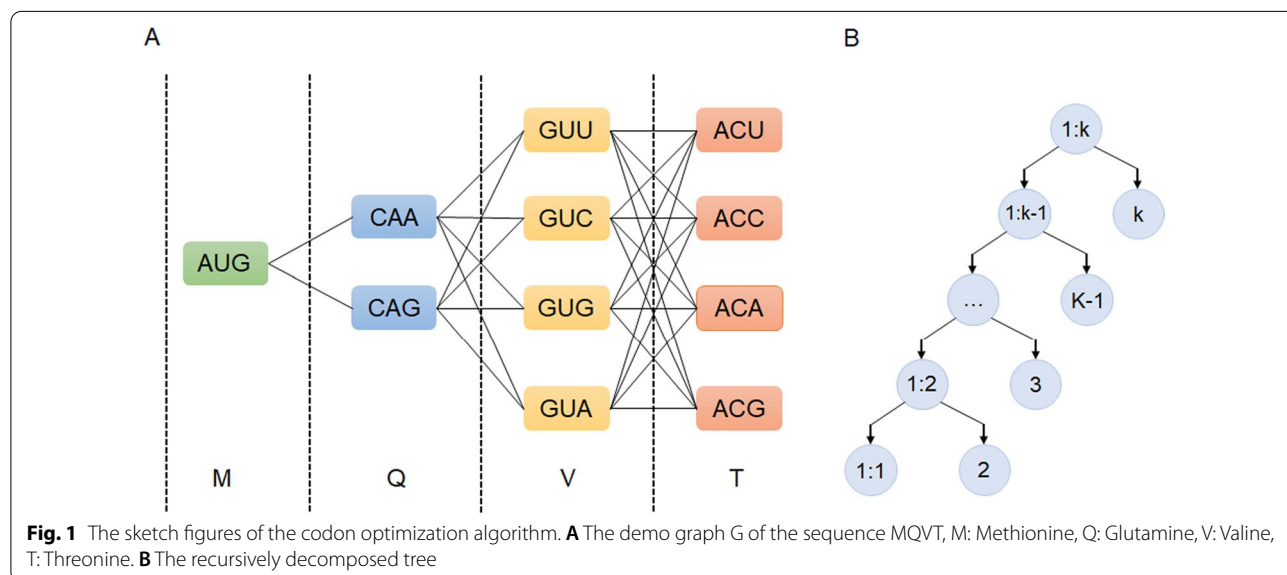 A
B
GUU
ACU
1:k
CAA
GUC
ACC
1:k-1
k
AUG
CAG
GUG
ACA
…
K-1
GUA
ACG
1:2
3
M
Q
V
T
1:1
2
Fig. 1 The sketch figures of the codon optimization algorithm. A The demo graph G of the sequence MQVT, M: Methionine, Q: Glutamine, V: Valine,
T: Threonine. B The recursively decomposed tree